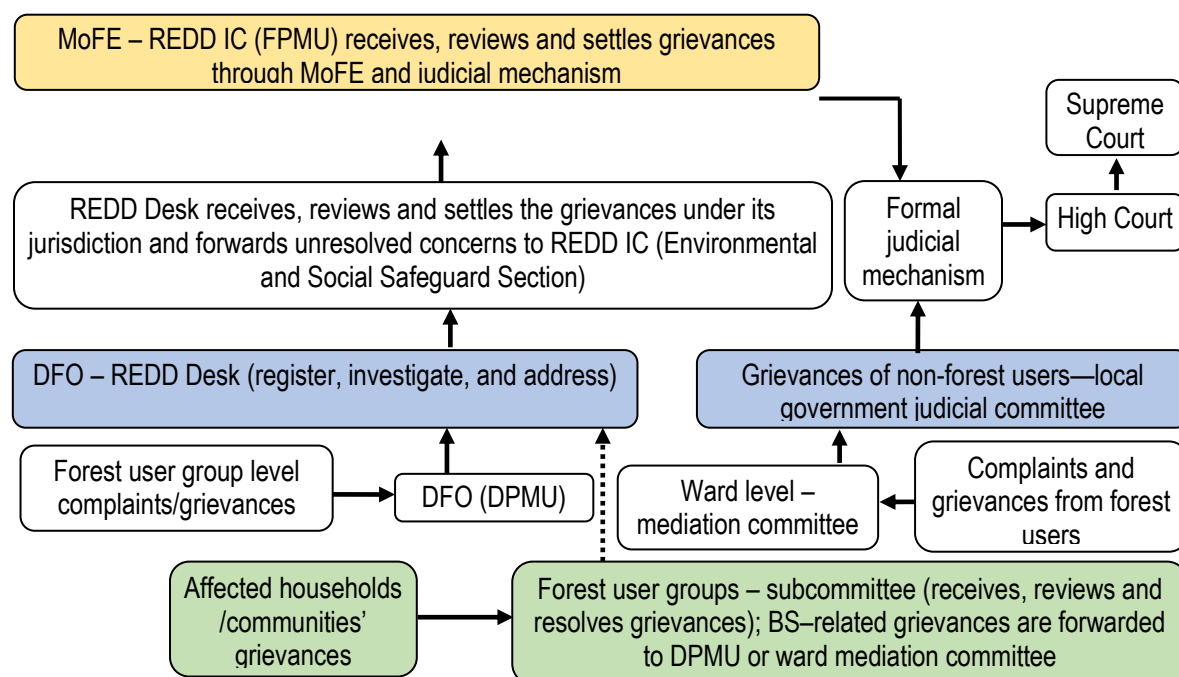 MoFE – REDD IC (FPMU) receives, reviews and settles grievances
through MoFE and judicial mechanism
Supreme
Court
REDD Desk receives, reviews and settles the grievances under its
jurisdiction and forwards unresolved concerns to REDD IC (Environmental
and Social Safeguard Section)
Formal
judicial
mechanism
High Court
DFO – REDD Desk (register, investigate, and address)
Grievances of non-forest users—local
government judicial committee
Forest user group level
complaints/grievances
DFO (DPMU)
Ward level –
mediation committee
Complaints and
grievances from forest
users
Affected households
/communities’
grievances
Forest user groups – subcommittee (receives, reviews and
resolves grievances); BS–related grievances are forwarded
to DPMU or ward mediation committee